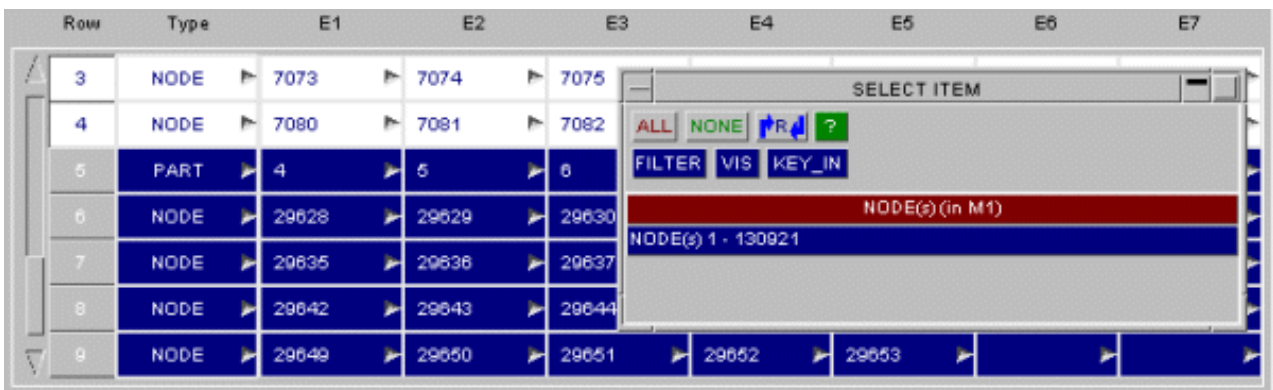 Row Type E1 E2 E3 E4 E5 E6 E7
3 NODE 7073 7074 7075
4 NODE 7080 7081 7082
5 PART 4 5 6
6 NODE 29628 29629 29630
7 NODE 29635 29636 29637
8 NODE 29642 29643 29644
9 NODE 29649 29650 29651 29652 29653
SELECT ITEM
ALL NONE R ?
FILTER VIS KEY_IN
NODE(s) (in M1)
NODE(s) 1 - 130921